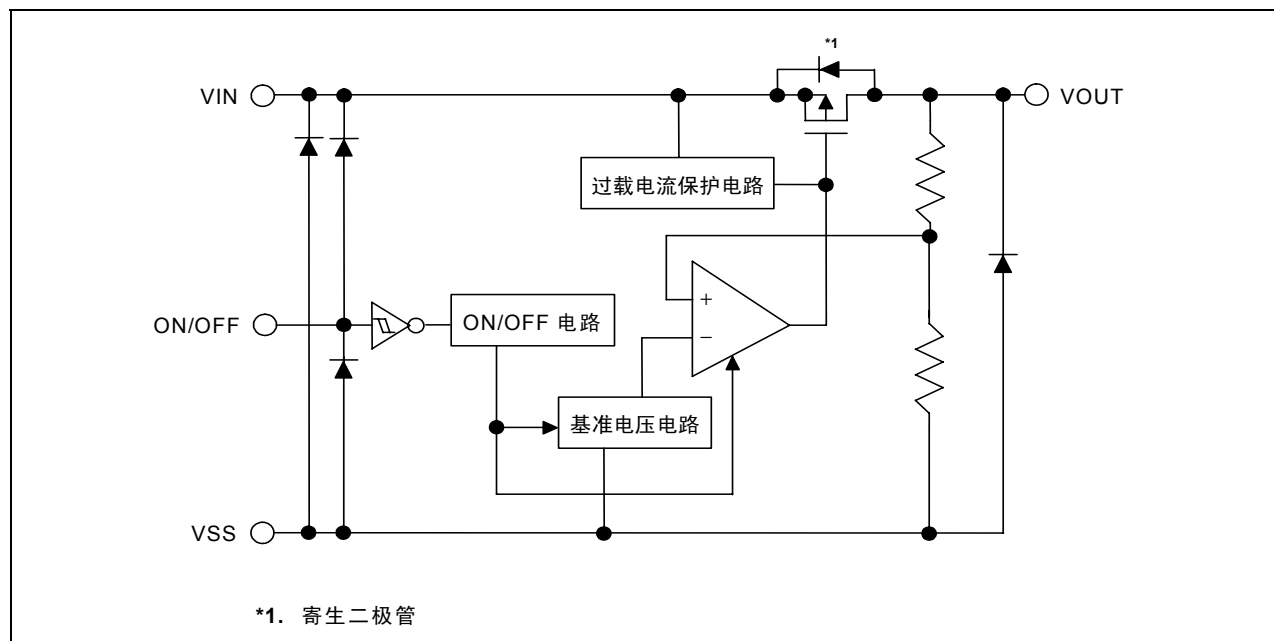 *1
VIN
VOUT
过载电流保护电路
+
ON/OFF
ON/OFF 电路
−
基准电压电路
VSS
*1. 寄生二极管